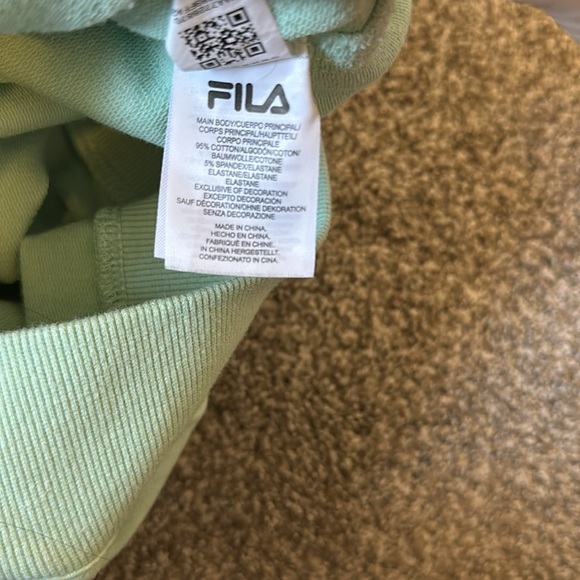 FILA
MAIN BODY/CUERPO PRINCIPAL/
CORPS PRINCIPAL/HAUPTTEIL/
CORPO PRINCIPALE
95% COTTON/ALGODÓN/COTON/
BAUMWOLLE/COTONE
5% SPANDEX/ELASTANE/
ELASTANE/ELASTANE
ELASTANE
EXCLUSIVE OF DECORATION
EXCEPTO DECORACIÓN
SAUF DÉCORATION/OHNE DEKORATION
SENZA DECORAZIONE
MADE IN CHINA.
HECHO EN CHINA.
FABRIQUÉ EN CHINE.
IN CHINA HERGESTELLT.
CONFEZIONATO IN CINA.